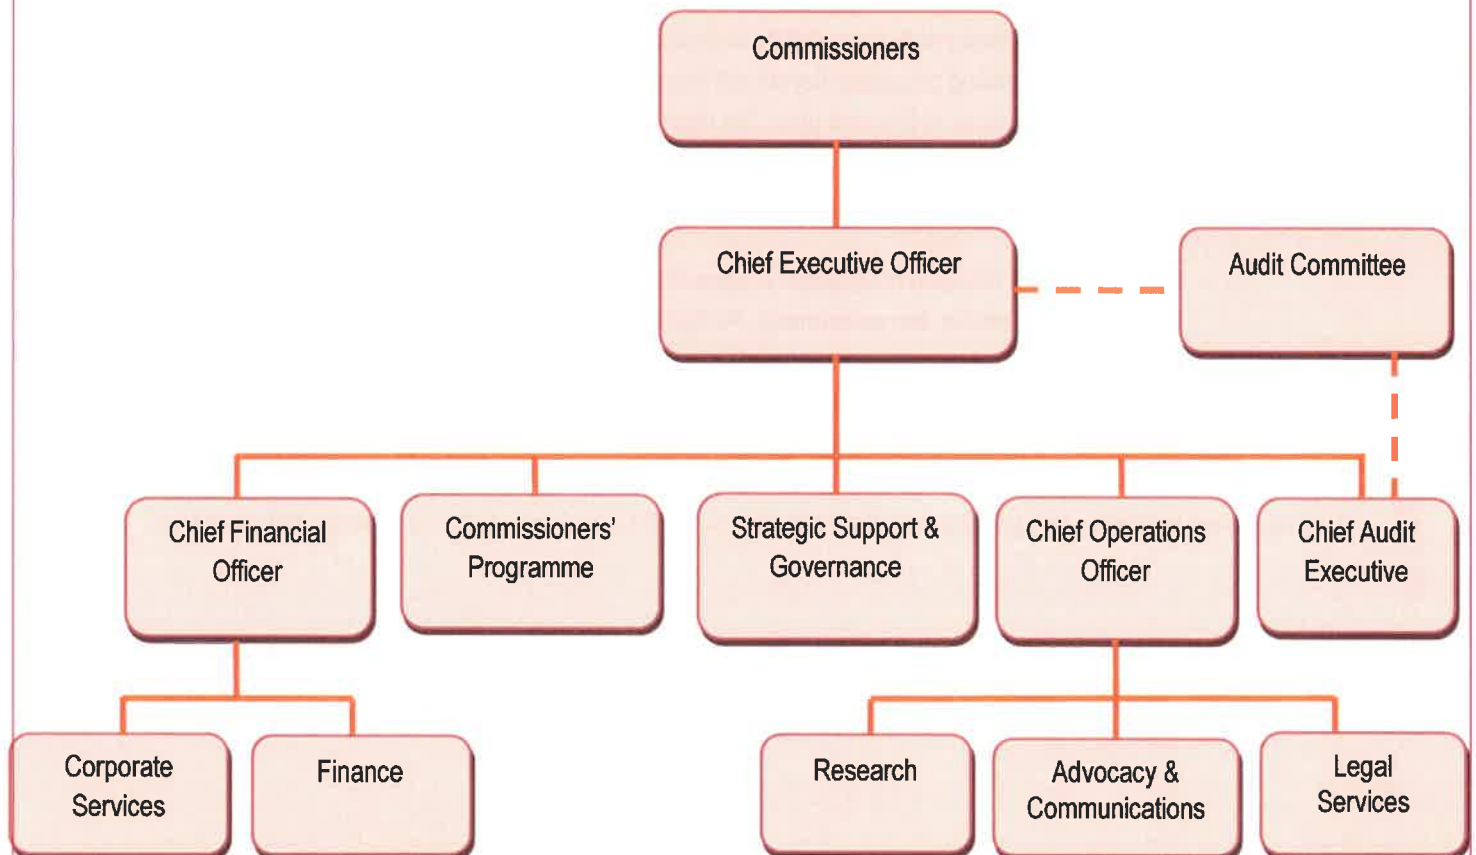 Commissioners
Chief Executive Officer
Audit Committee
Chief Financial
Officer
Commissioners'
Programme
Strategic Support &
Governance
Chief Operations
Officer
Chief Audit
Executive
Corporate
Services
Finance
Research
Advocacy &
Communications
Legal
Services